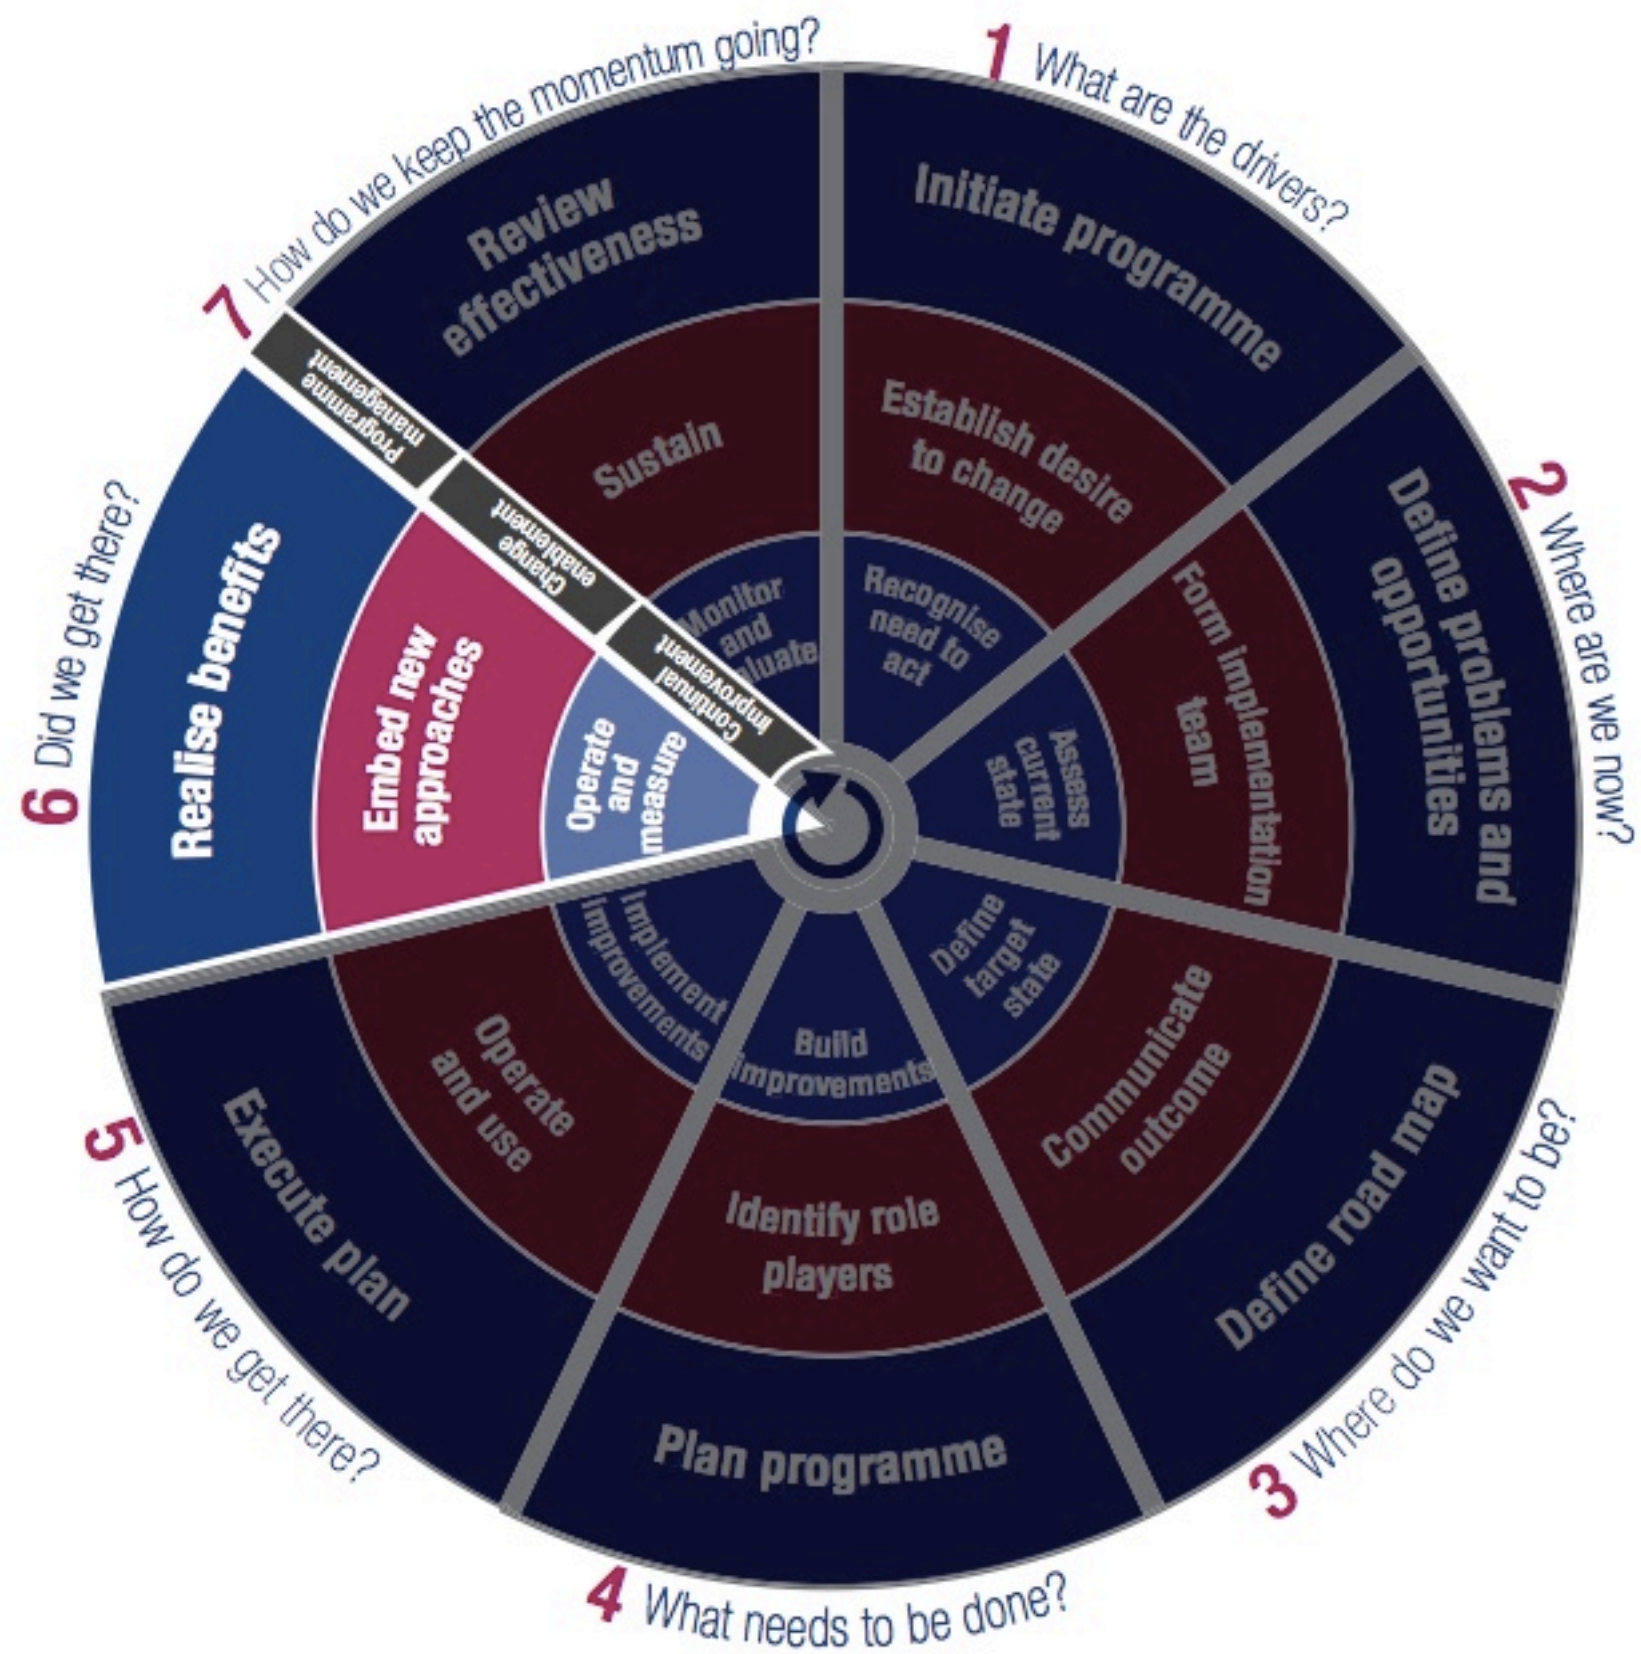 1 What are the drivers?
Initiate programme
Establish desire
to change
Recognise
need to
act
2 Where are we now?
Define problems and
opportunities
Form implementation
team
Assess
current
state
3 Where do we want to be?
Define road map
Communicate
outcome
Define
target
state
4 What needs to be done?
Plan programme
Identify role
players
Build
improvements
5 How do we get there?
Execute plan
Operate
and use
Implement
improvements
6 Did we get there?
Realise benefits
Embed new
approaches
Operate
and
measure
7 How do we keep the momentum going?
Review
effectiveness
Sustain
Monitor
and
Programme
management
Change
enablement
Continual
improvement